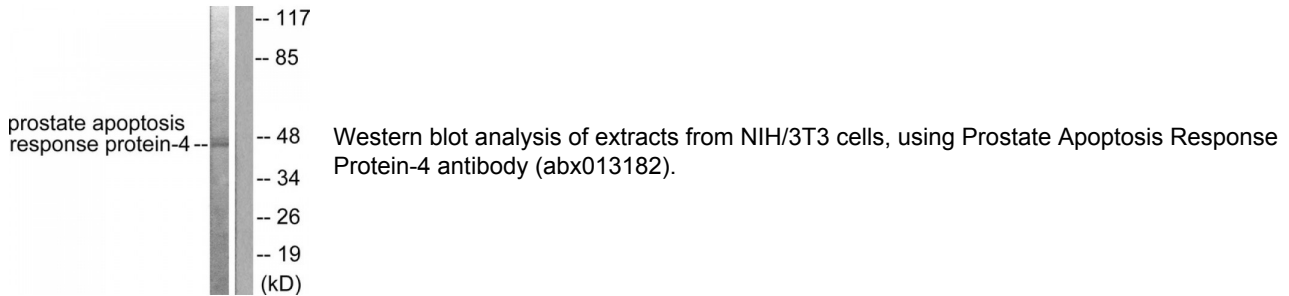 -- 117
-- 85
prostate apoptosis
response protein-4 --
-- 48
-- 34
-- 26
-- 19
(kD)
Western blot analysis of extracts from NIH/3T3 cells, using Prostate Apoptosis Response
Protein-4 antibody (abx013182).